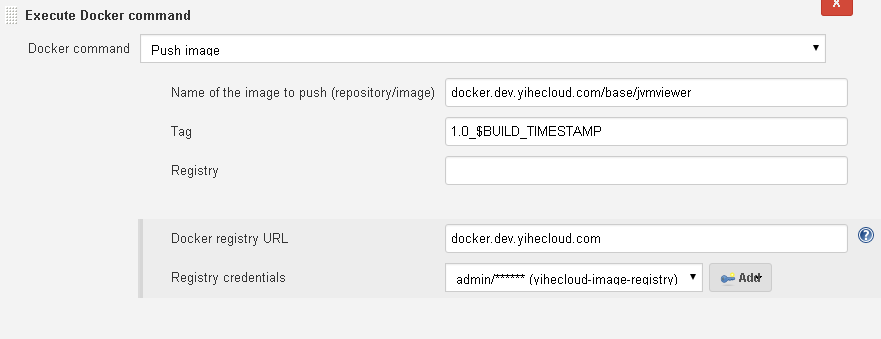 X
Execute Docker command
Docker command Push image
Name of the image to push (repository/image) docker.dev.yihecloud.com/base/jvmviewer
Tag 1.0_$BUILD_TIMESTAMP
Registry
Docker registry URL docker.dev.yihecloud.com
Registry credentials admin/****** (yihecloud-image-registry) Add